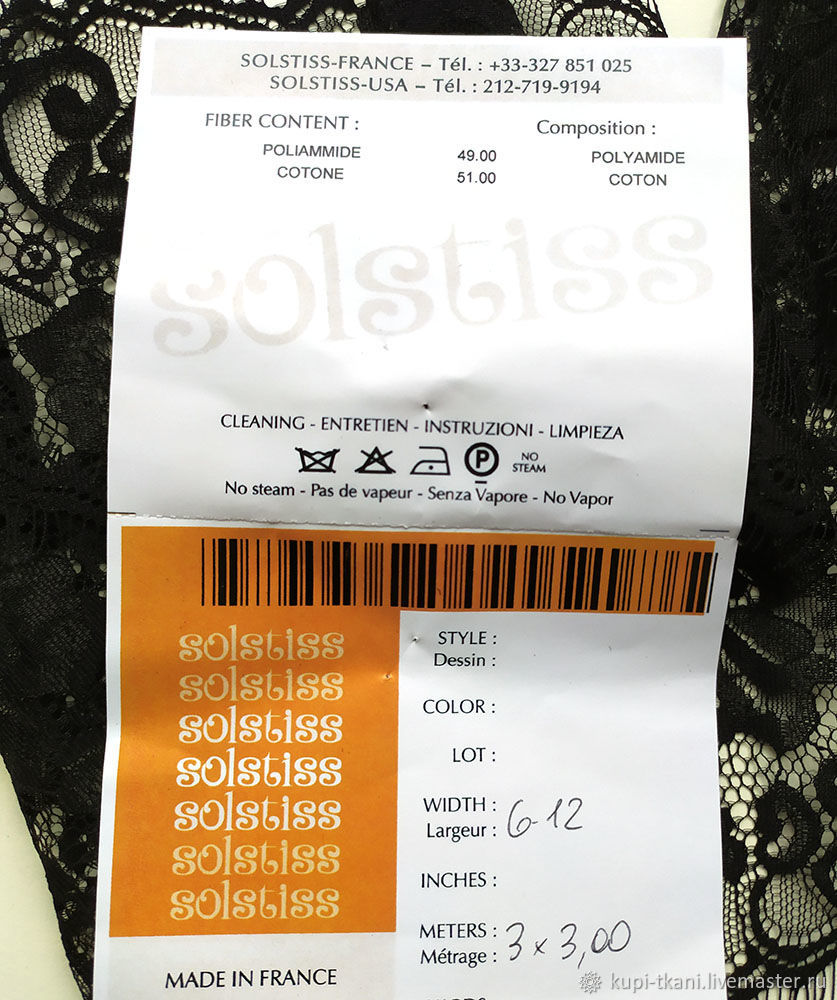 SOLSTISS-FRANCE – Tél. : +33-327 851 025
SOLSTISS-USA – Tél. : 212-719-9194
FIBER CONTENT : Composition :
POLIAMMIDE 49.00 POLYAMIDE
COTONE 51.00 COTON
solstiss
CLEANING - ENTRETIEN - INSTRUZIONI - LIMPIEZA
P NO STEAM
No steam - Pas de vapeur - Senza Vapore - No Vapor
solstiss
solstiss
solstiss
solstiss
solstiss
solstiss
solstiss
MADE IN FRANCE
STYLE :
Dessin :
COLOR :
LOT :
WIDTH :
Largeur : 6-12
INCHES :
METERS :
Métrage : 3 x 3,00
kupi-tkani.livemaster.ru